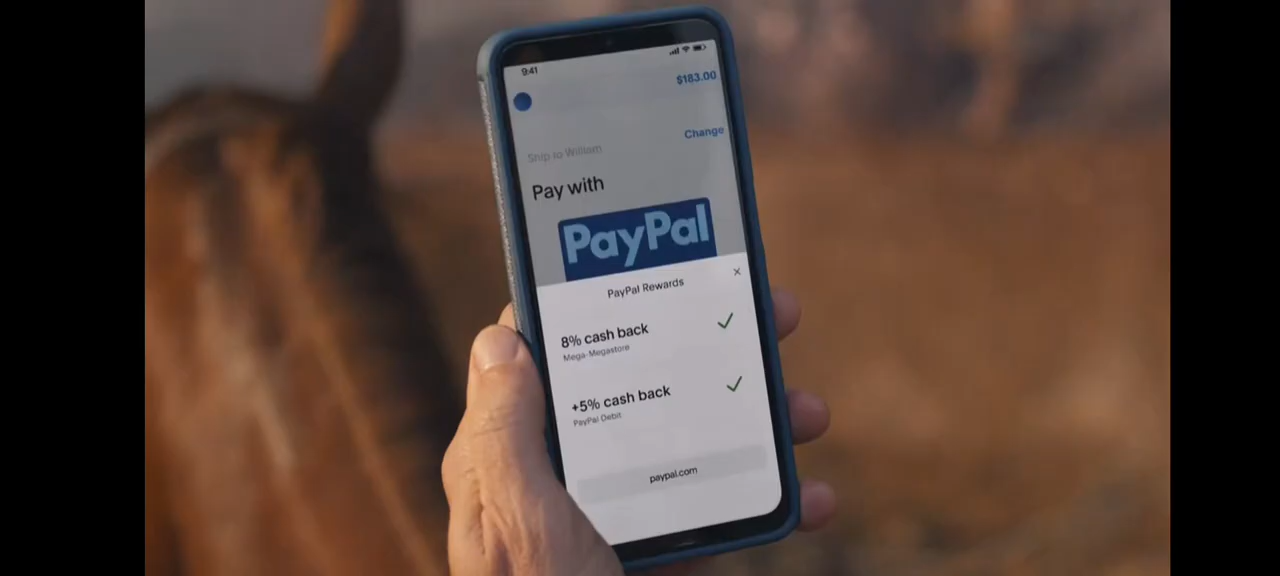 9:41
$183.00
Change
Ship to William
Pay with
PayPal
PayPal Rewards
8% cash back
Mega-Megastore
+5% cash back
PayPal Debit
paypal.com